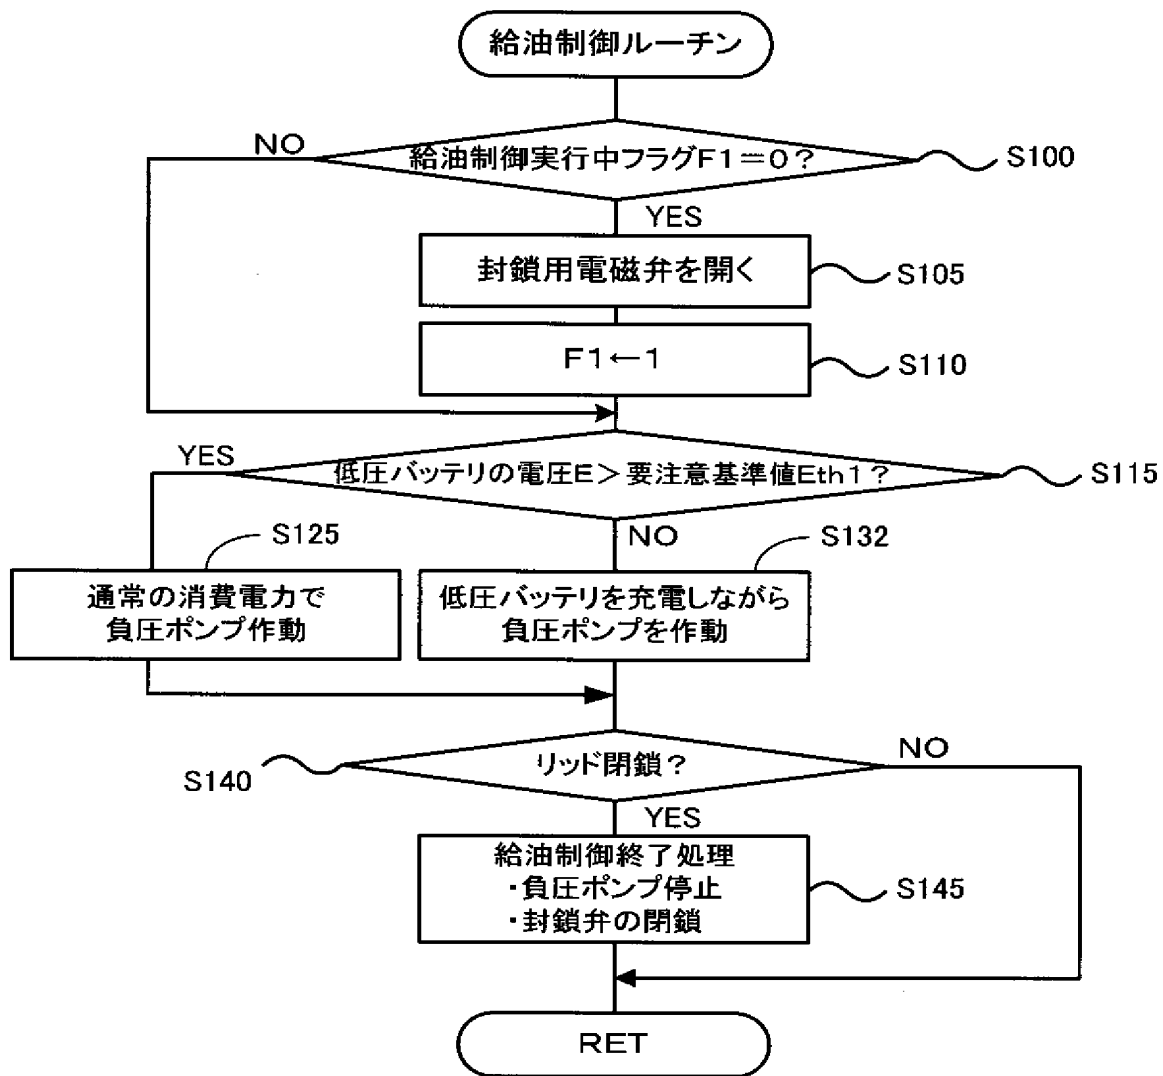 給油制御ルーチン
NO
給油制御実行中フラグF1=0?
S100
YES
封鎖用電磁弁を開く
S105
F1←1
S110
YES
低圧バッテリの電圧E>要注意基準値Eth1?
S115
NO
S125
S132
通常の消費電力で
負圧ポンプ作動
低圧バッテリを充電しながら
負圧ポンプを作動
リッド閉鎖?
NO
S140
YES
給油制御終了処理
・負圧ポンプ停止
・封鎖弁の閉鎖
S145
RET